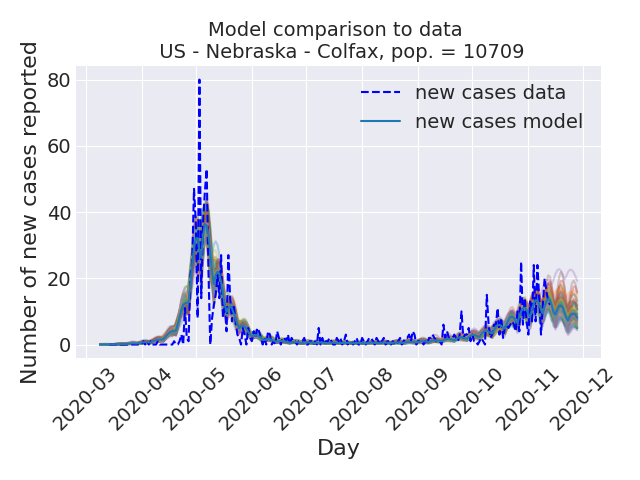 Model comparison to data
US - Nebraska - Colfax, pop. = 10709
Number of new cases reported
80
60
40
20
0
new cases data
new cases model
2020-03
2020-04
2020-05
2020-06
2020-07
2020-08
2020-09
2020-10
2020-11
2020-12
Day